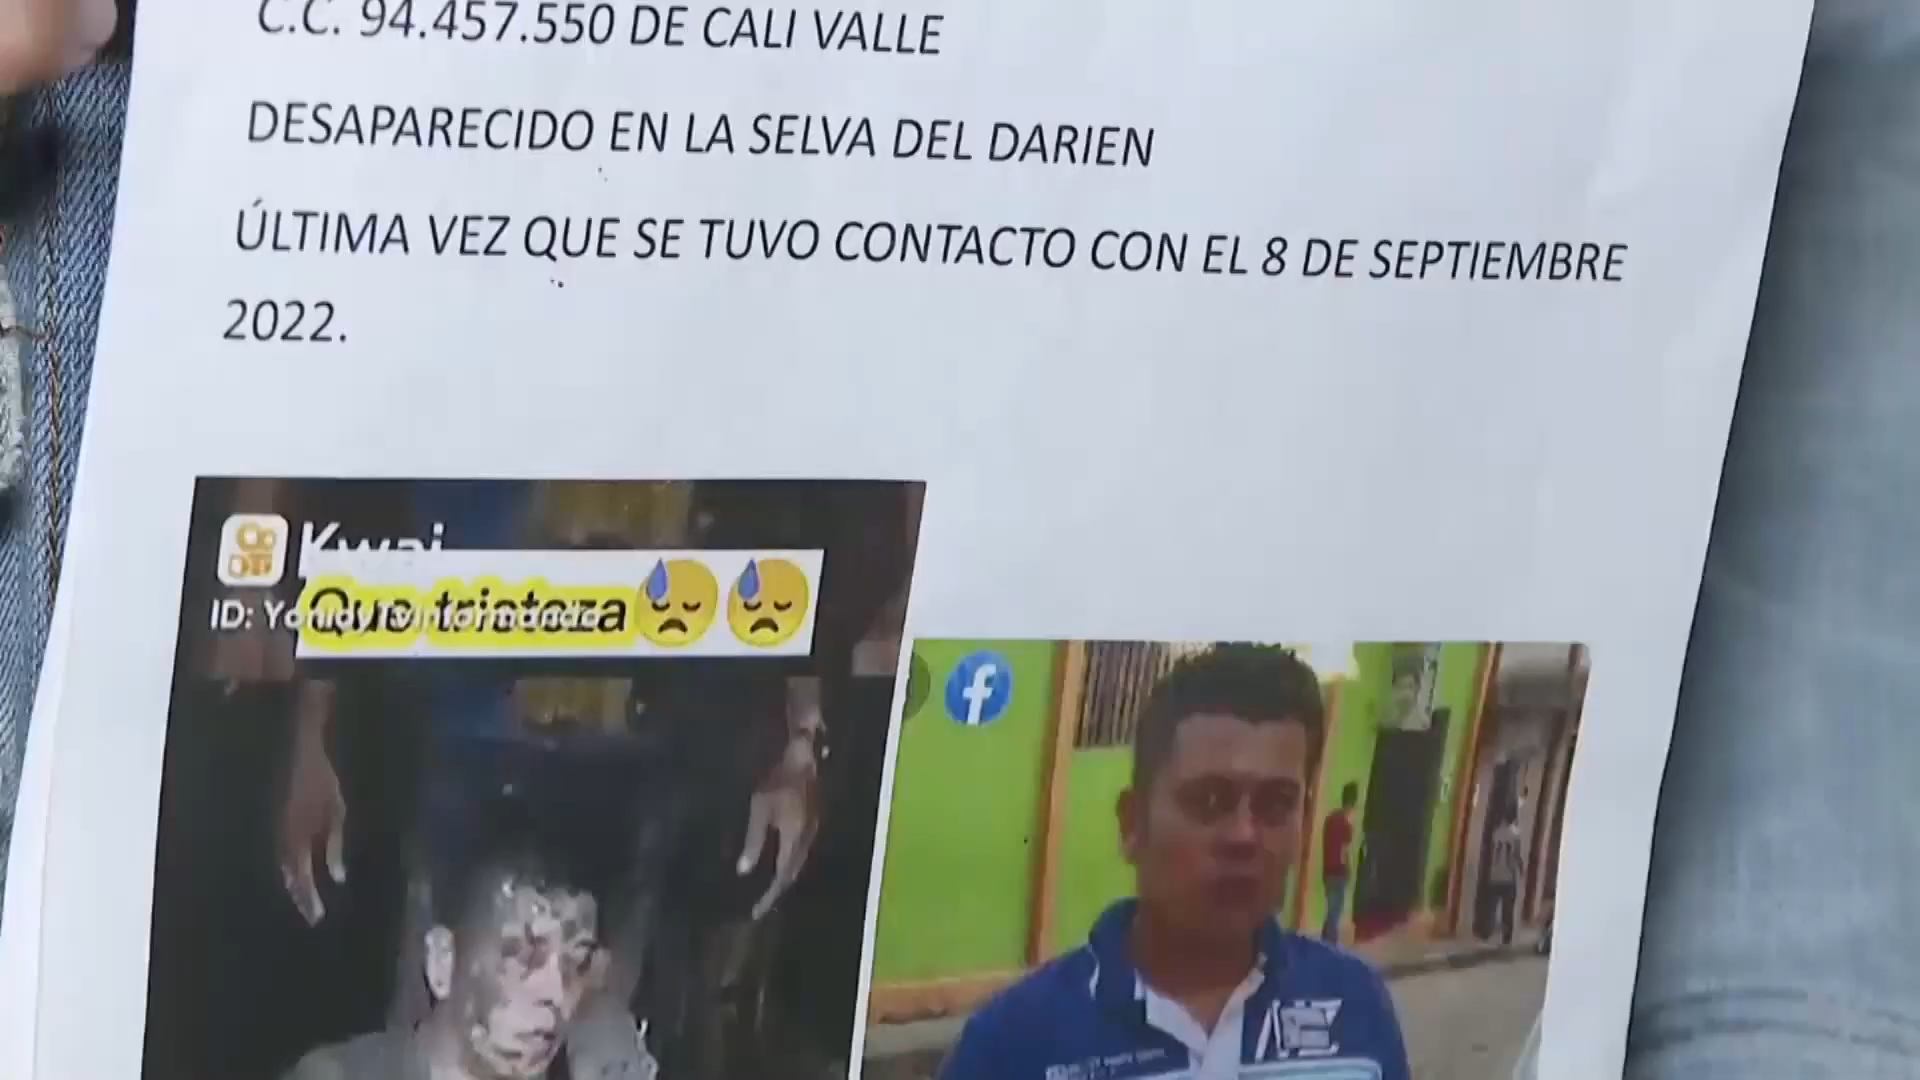 C.C. 94.457.550 DE CALI VALLE
DESAPARECIDO EN LA SELVA DEL DARIEN
ÚLTIMA VEZ QUE SE TUVO CONTACTO CON EL 8 DE SEPTIEMBRE
2022.
Kwai
Que tristeza
ID:
f